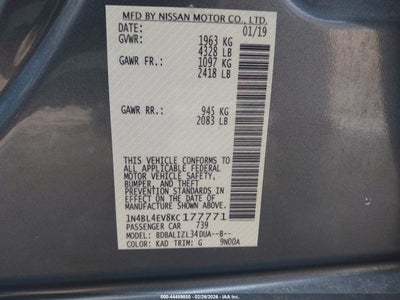 MFD BY NISSAN MOTOR CO., LTD.
DATE: 01/19
GVWR: 1963 KG
4328 LB
GAWR FR.: 1097 KG
2418 LB
GAWR RR.: 945 KG
2083 LB
THIS VEHICLE CONFORMS TO
ALL APPLICABLE FEDERAL
MOTOR VEHICLE SAFETY,
BUMPER, AND THEFT
PREVENTION STANDARDS IN
EFFECT ON THE DATE OF
MANUFACTURE SHOWN ABOVE.
1N4BL4EV8KC177771
PASSENGER CAR 739
MODEL: BDBALIZL34DUA--B--
COLOR: KAD TRIM: G 9N00A
000-44408650 - 02/28/2026 - IAA